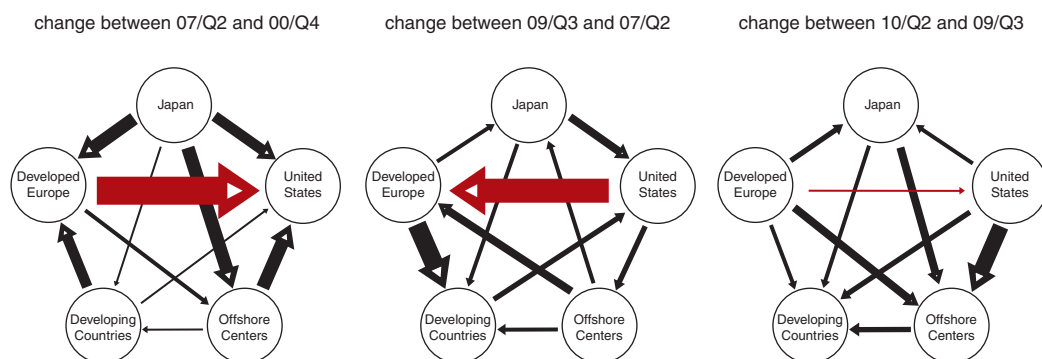 change between 07/Q2 and 00/Q4
Japan
Developed
Europe
United
States
Developing
Countries
Offshore
Centers
change between 09/Q3 and 07/Q2
Japan
Developed
Europe
United
States
Developing
Countries
Offshore
Centers
change between 10/Q2 and 09/Q3
Japan
Developed
Europe
United
States
Developing
Countries
Offshore
Centers